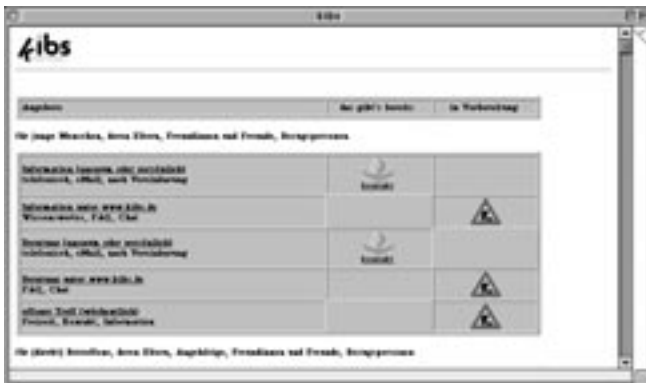 kibs
kibs
Angebote das gibt's bereits in Vorbereitung
für junge Menschen, deren Eltern, Freundinnen und Freunde, Bezugspersonen
Information (anonym oder persönlich)
telefonisch, eMail, nach Vereinbarung
kontakt
Information unter www.kibs.de
Wissenswertes, FAQ, Chat
Beratung (anonym oder persönlich)
telefonisch, eMail, nach Vereinbarung
kontakt
Beratung unter www.kibs.de
FAQ, Chat
offener Treff (wöchentlich)
Freizeit, Kontakt, Information
für (direkt) Betroffene, deren Eltern, Angehörige, Freundinnen und Freunde, Bezugspersonen